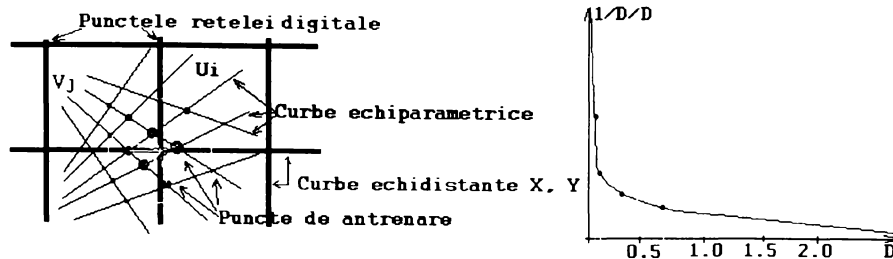 Punctele retelei digitale
Ui
Vj
Curbe echiparametrice
Curbe echidistante X, Y
Puncte de antrenare
1/D/D
0.5 1.0 1.5 2.0 D